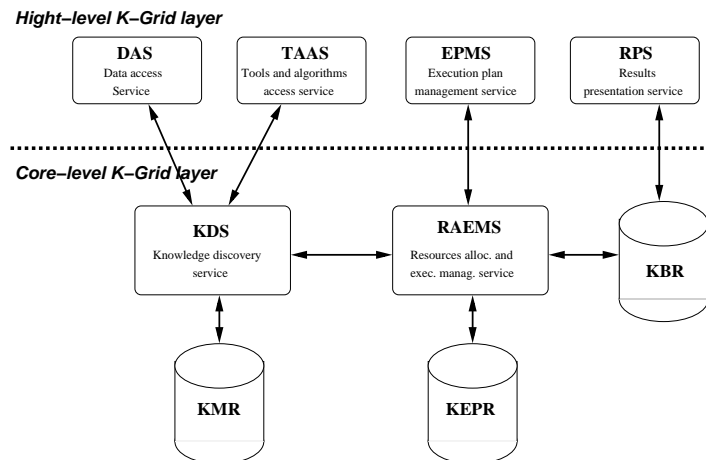 Hight–level K–Grid layer
DAS
Data access
Service
TAAS
Tools and algorithms
access service
EPMS
Execution plan
management service
RPS
Results
presentation service
Core–level K–Grid layer
KDS
Knowledge discovery
service
RAEMS
Resources alloc. and
exec. manag. service
KBR
KMR
KEPR